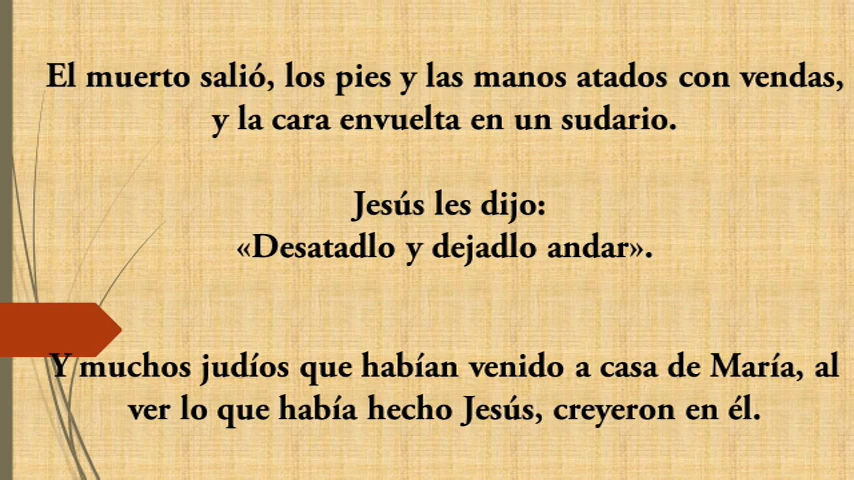 El muerto salió, los pies y las manos atados con vendas,
y la cara envuelta en un sudario.
Jesús les dijo:
«Desatadlo y dejadlo andar».
Y muchos judíos que habían venido a casa de María, al
ver lo que había hecho Jesús, creyeron en él.